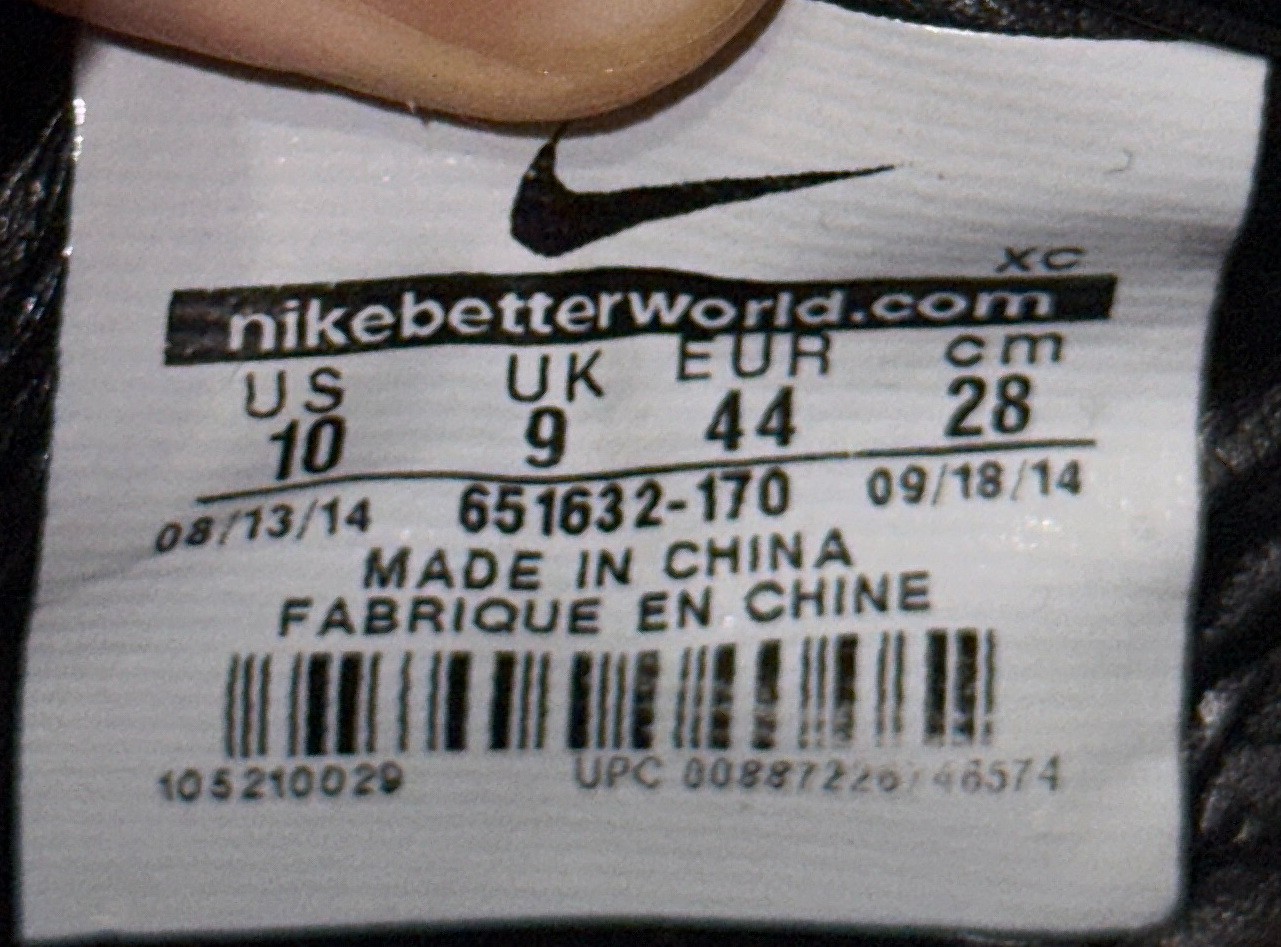 XC
nikebetterworld.com
US UK EUR cm
10 9 44 28
08/13/14 651632-170 09/18/14
MADE IN CHINA
FABRIQUE EN CHINE
105210029 UPC